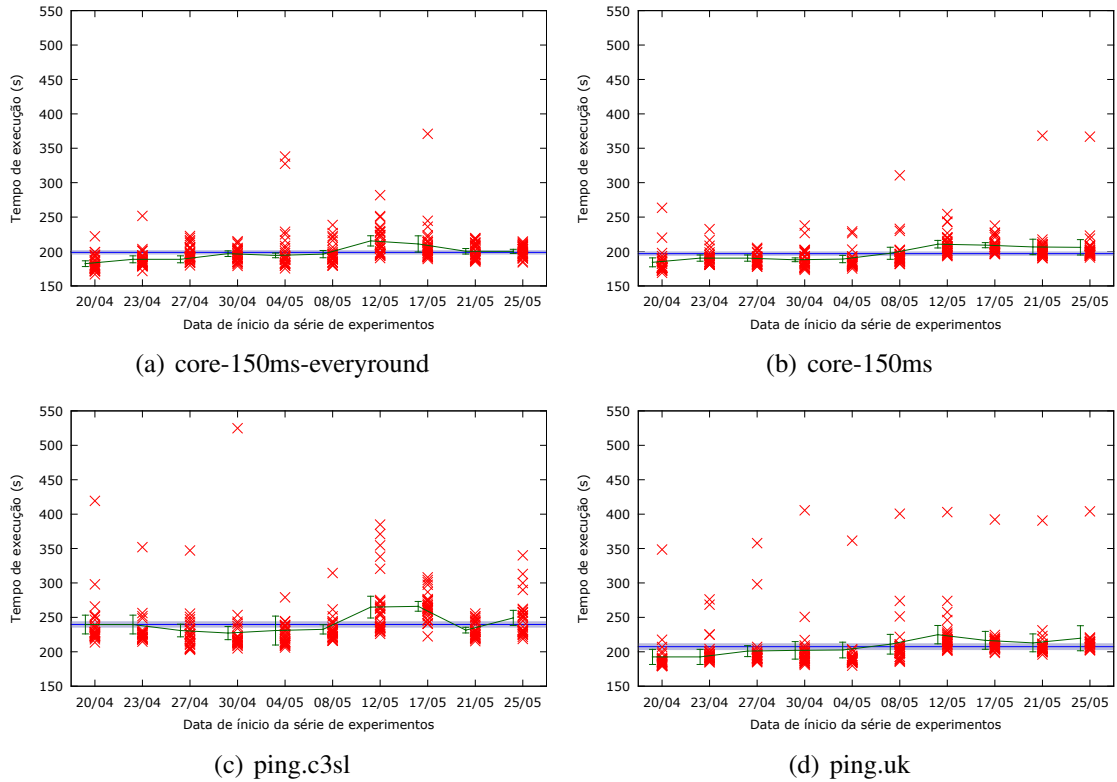 550
500
450
400
350
300
250
200
150
Tempo de execução (s)
20/04 23/04 27/04 30/04 04/05 08/05 12/05 17/05 21/05 25/05
Data de ínicio da série de experimentos
(a) core-150ms-everyround
550
500
450
400
350
300
250
200
150
Tempo de execução (s)
20/04 23/04 27/04 30/04 04/05 08/05 12/05 17/05 21/05 25/05
Data de ínicio da série de experimentos
(b) core-150ms
550
500
450
400
350
300
250
200
150
Tempo de execução (s)
20/04 23/04 27/04 30/04 04/05 08/05 12/05 17/05 21/05 25/05
Data de ínicio da série de experimentos
(c) ping.c3sl
550
500
450
400
350
300
250
200
150
Tempo de execução (s)
20/04 23/04 27/04 30/04 04/05 08/05 12/05 17/05 21/05 25/05
Data de ínicio da série de experimentos
(d) ping.uk